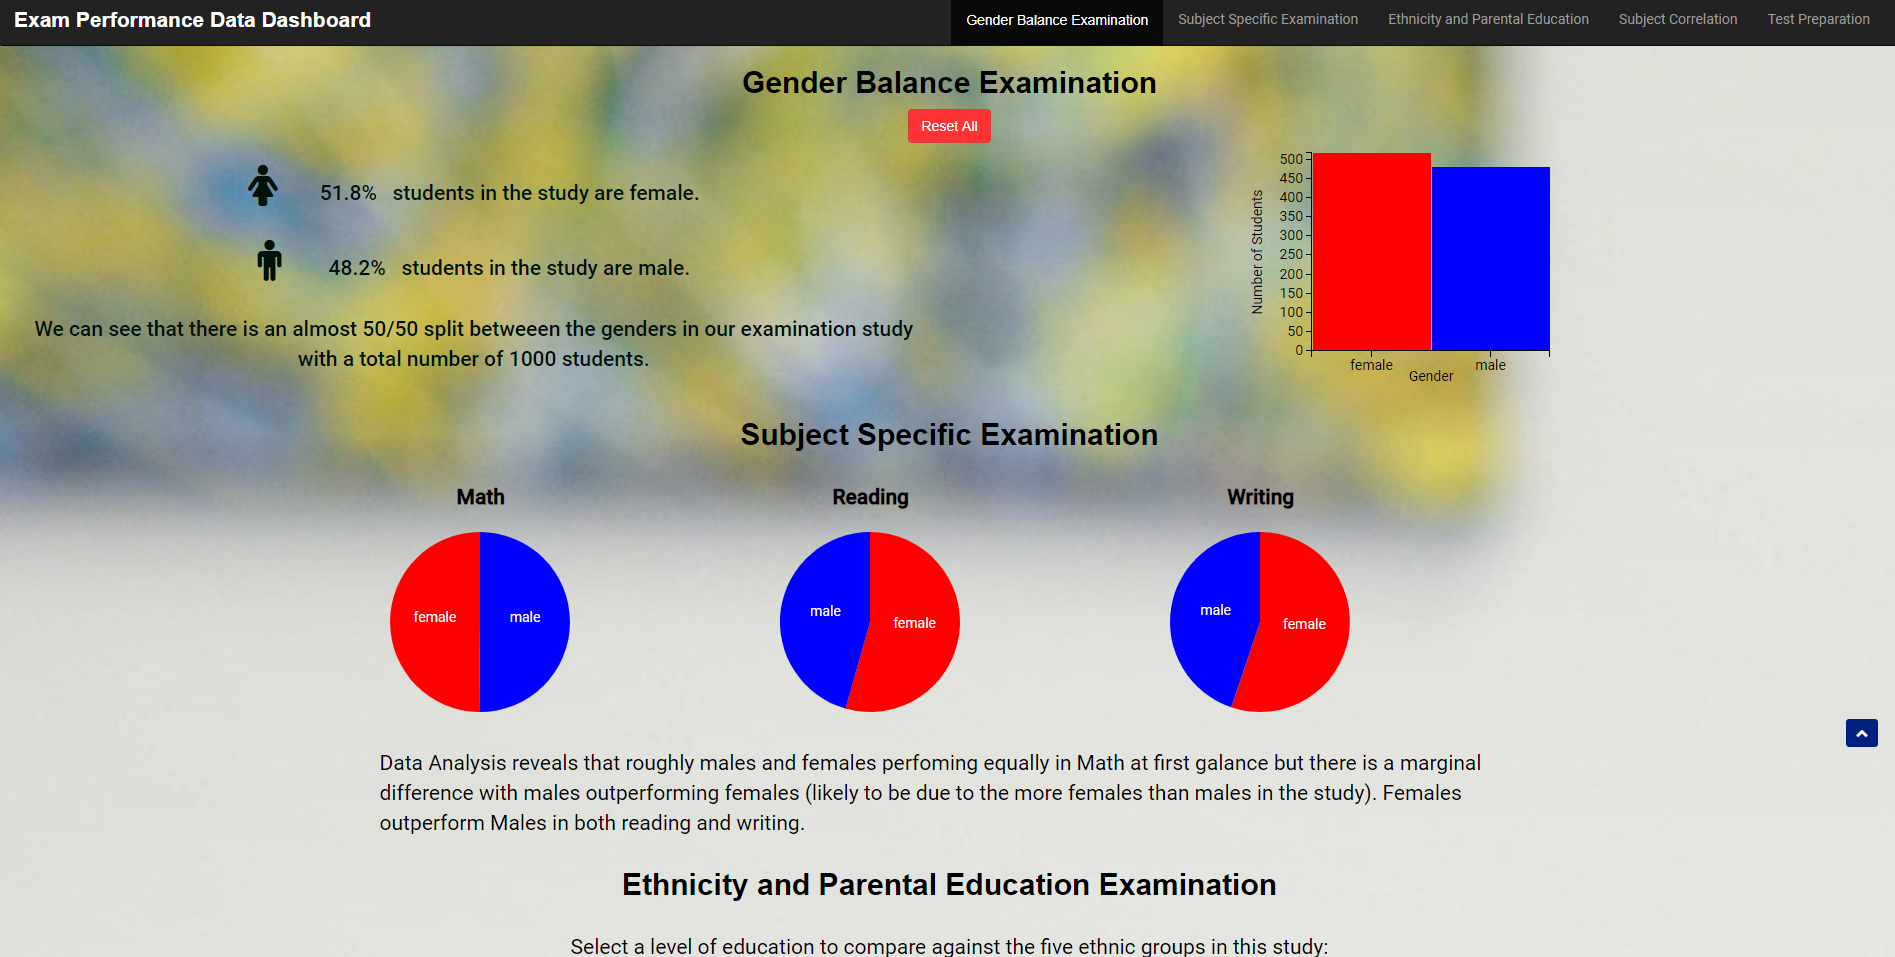 Exam Performance Data Dashboard
Gender Balance Examination
Subject Specific Examination
Ethnicity and Parental Education
Subject Correlation
Test Preparation
Gender Balance Examination
Reset All
51.8% students in the study are female.
48.2% students in the study are male.
We can see that there is an almost 50/50 split betweeen the genders in our examination study
with a total number of 1000 students.
Number of Students
500
450
400
350
300
250
200
150
100
50
0
female
male
Gender
Subject Specific Examination
Math
Reading
Writing
female
male
male
female
male
female
Data Analysis reveals that roughly males and females perfoming equally in Math at first galance but there is a marginal
difference with males outperforming females (likely to be due to the more females than males in the study). Females
outperform Males in both reading and writing.
Ethnicity and Parental Education Examination
Select a level of education to compare against the five ethnic groups in this study: